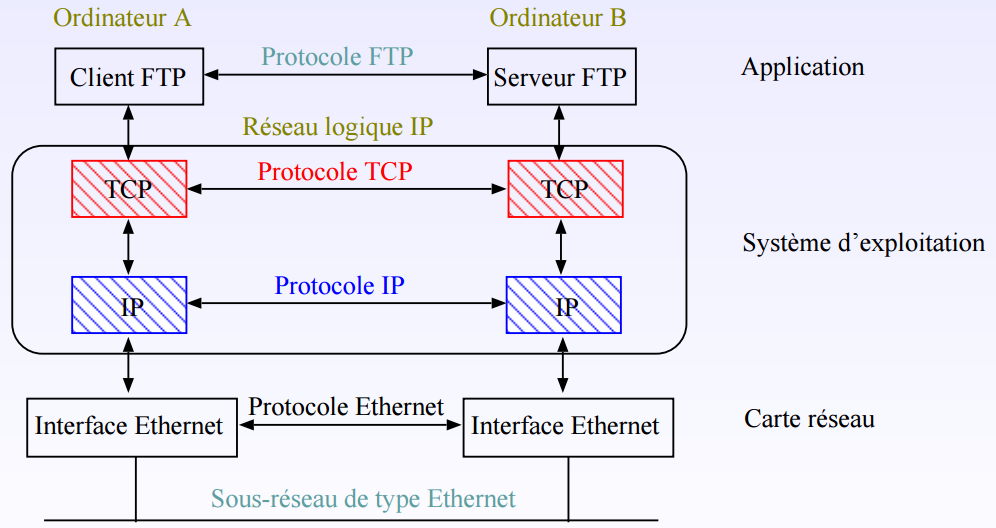 Ordinateur A
Ordinateur B
Client FTP
Protocole FTP
Serveur FTP
Application
Réseau logique IP
TCP
Protocole TCP
TCP
Système d’exploitation
IP
Protocole IP
IP
Interface Ethernet
Protocole Ethernet
Interface Ethernet
Carte réseau
Sous-réseau de type Ethernet